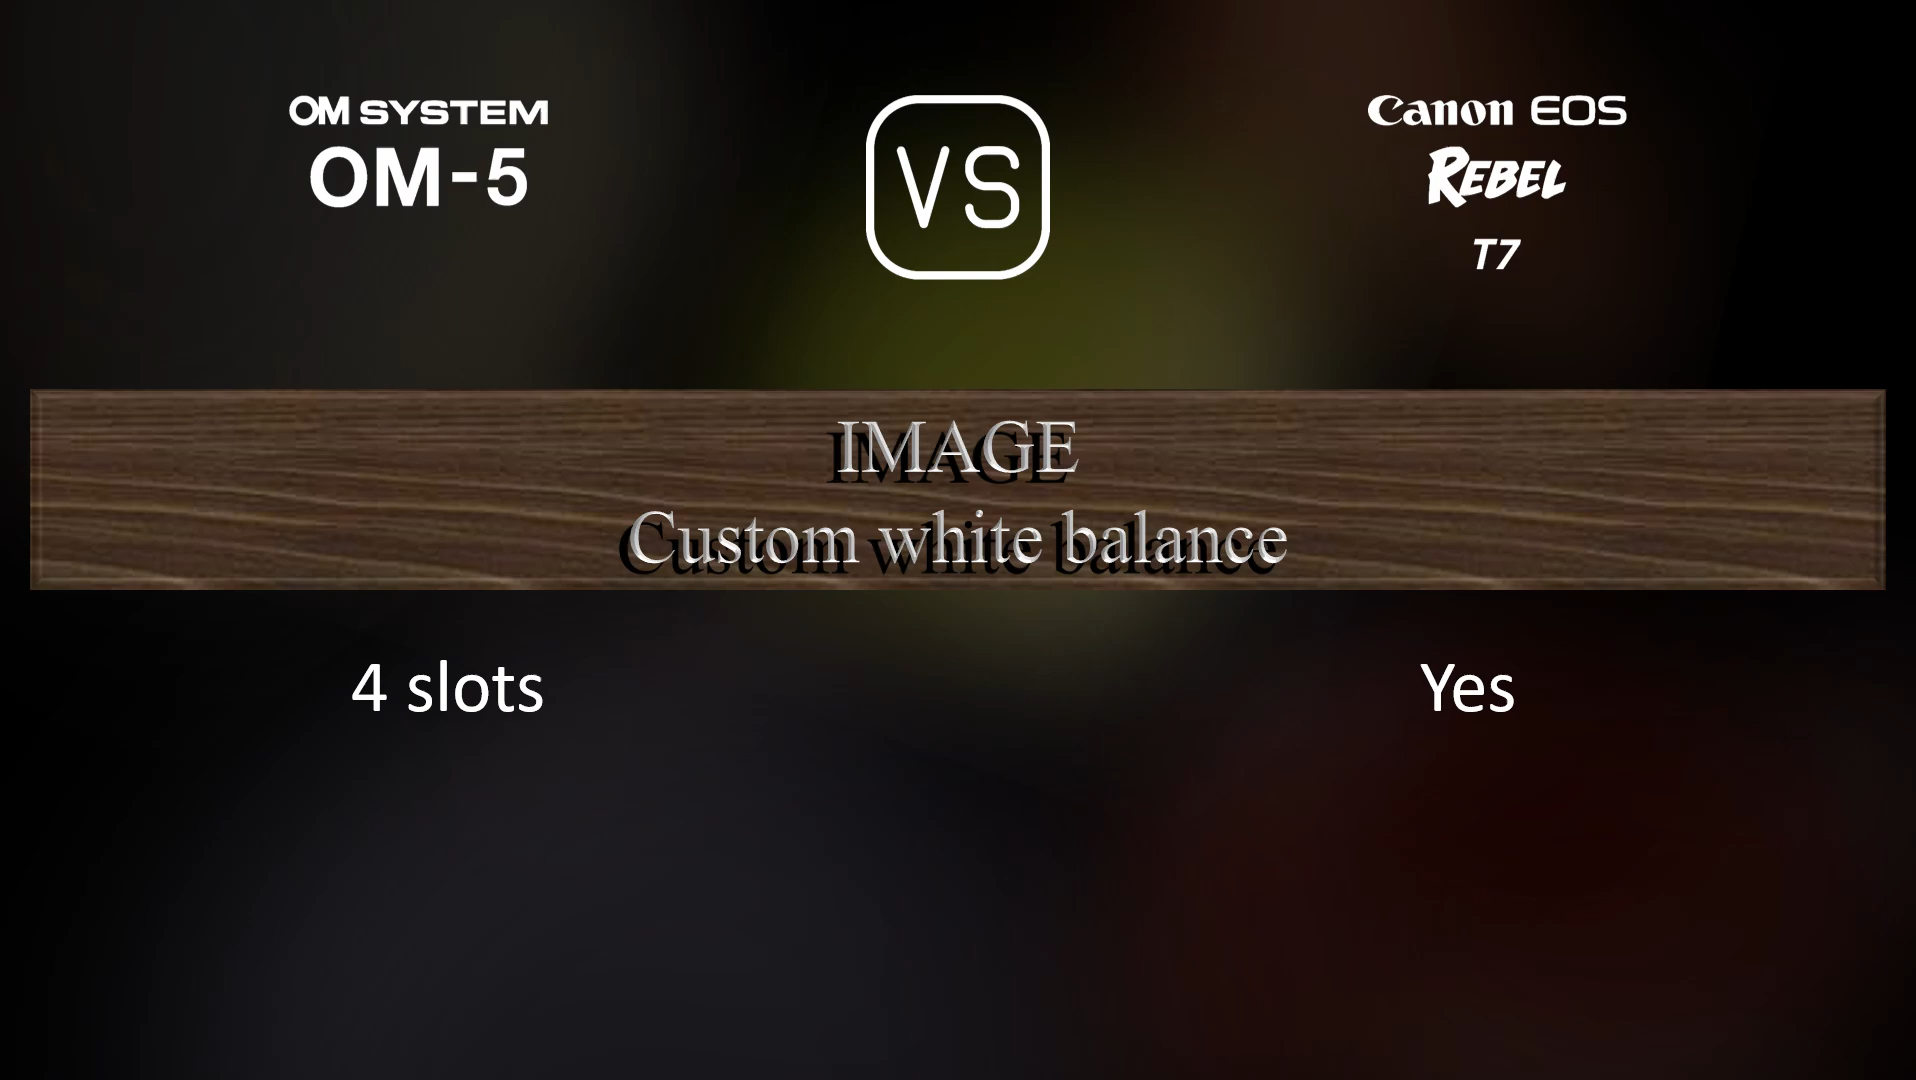 OM SYSTEM
OM-5
VS
Canon EOS
REBEL
T7
IMAGE
Custom white balance
4 slots
Yes